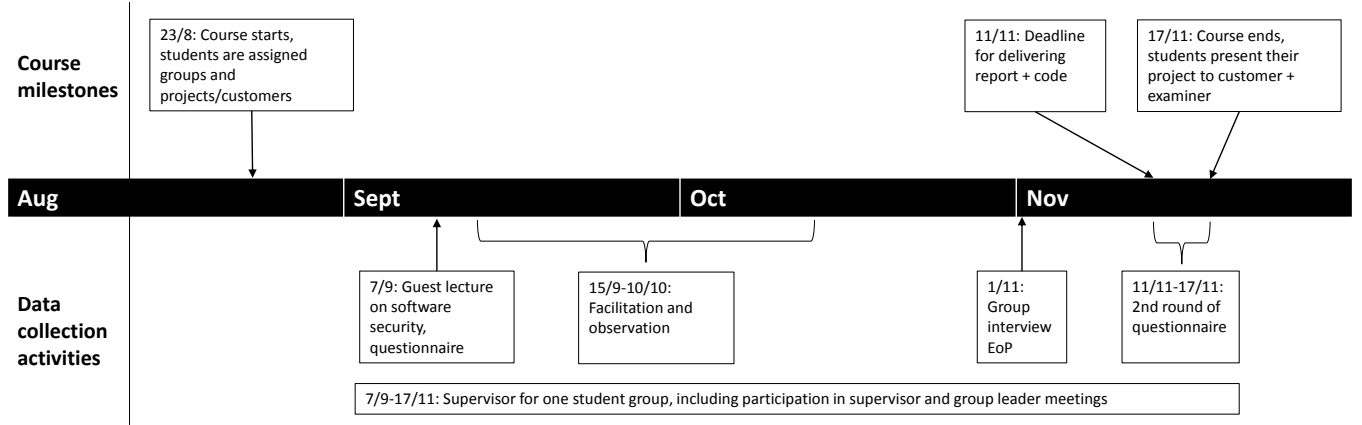 Course
milestones
23/8: Course starts,
students are assigned
groups and
projects/customers
11/11: Deadline
for delivering
report + code
17/11: Course ends,
students present their
project to customer +
examiner
Aug
Sept
Oct
Nov
Data
collection
activities
7/9: Guest lecture
on software
security,
questionnaire
15/9-10/10:
Facilitation and
observation
1/11:
Group
interview
EoP
11/11-17/11:
2nd round of
questionnaire
7/9-17/11: Supervisor for one student group, including participation in supervisor and group leader meetings